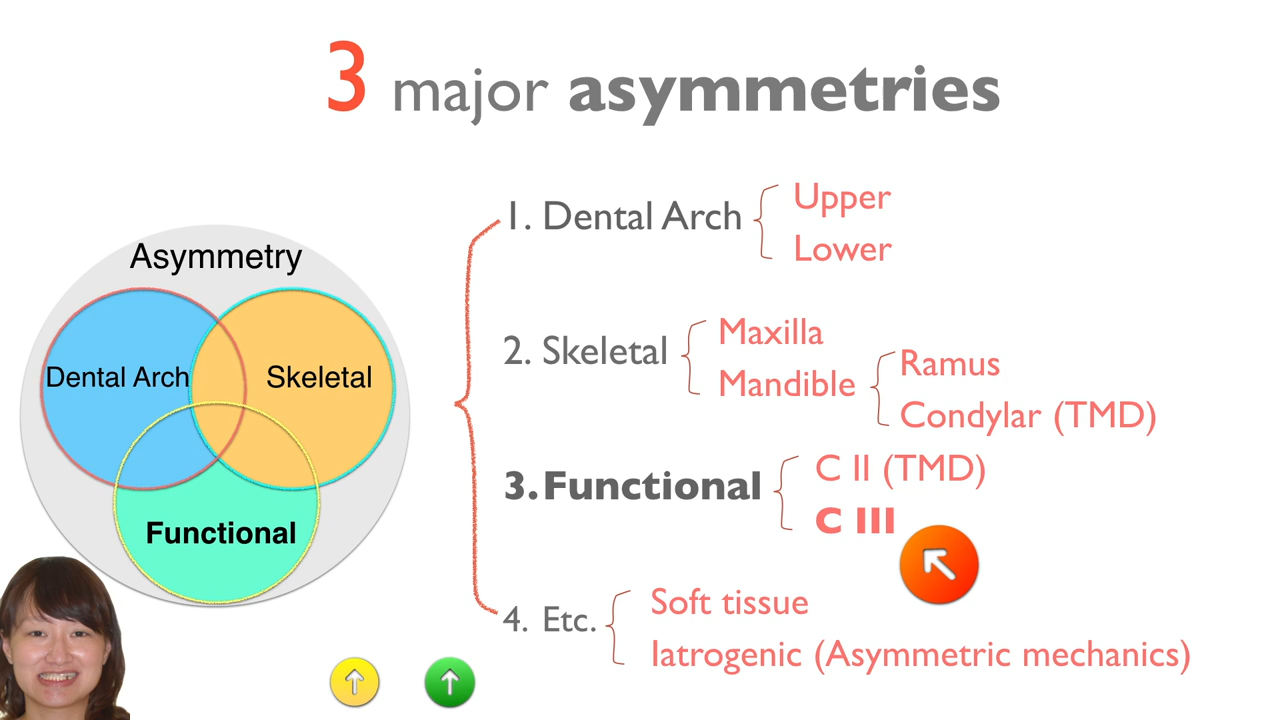 3 major asymmetries
Asymmetry
Dental Arch
Skeletal
Functional
1. Dental Arch
Upper
Lower
2. Skeletal
Maxilla
Mandible
Ramus
Condylar (TMD)
3. Functional
C II (TMD)
C III
4. Etc.
Soft tissue
Iatrogenic (Asymmetric mechanics)